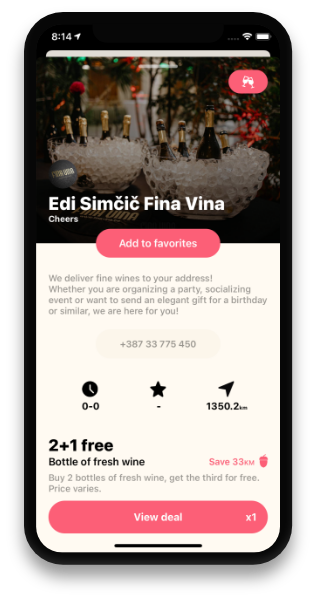 8:14
Edi Simčič Fina Vina
Cheers
Add to favorites
We deliver fine wines to your address!
Whether you are organizing a party, socializing
event or want to send an elegant gift for a birthday
or similar, we are here for you!
+387 33 775 450
0-0
-
1350.2km
2+1 free
Bottle of fresh wine
Save 33KM
Buy 2 bottles of fresh wine, get the third for free.
Price varies.
View deal
x1